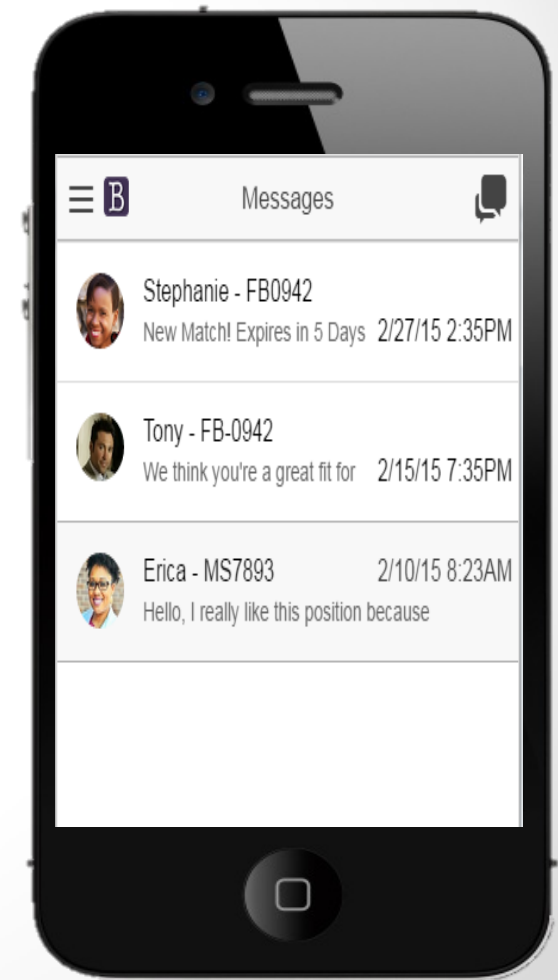 B Messages
Stephanie - FB0942
New Match! Expires in 5 Days 2/27/15 2:35PM
Tony - FB-0942
We think you're a great fit for 2/15/15 7:35PM
Erica - MS7893 2/10/15 8:23AM
Hello, I really like this position because